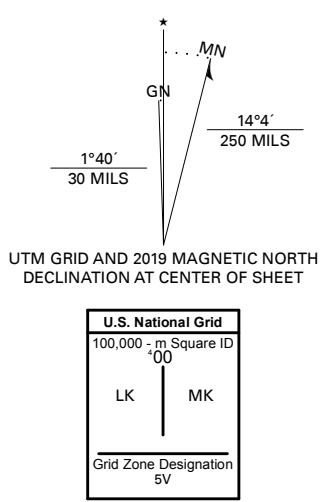 ★
MN
GN
14°4´
250 MILS
1°40´
30 MILS
UTM GRID AND 2019 MAGNETIC NORTH
DECLINATION AT CENTER OF SHEET
U.S. National Grid
100,000 - m Square ID
⁴00
LK MK
Grid Zone Designation
5V